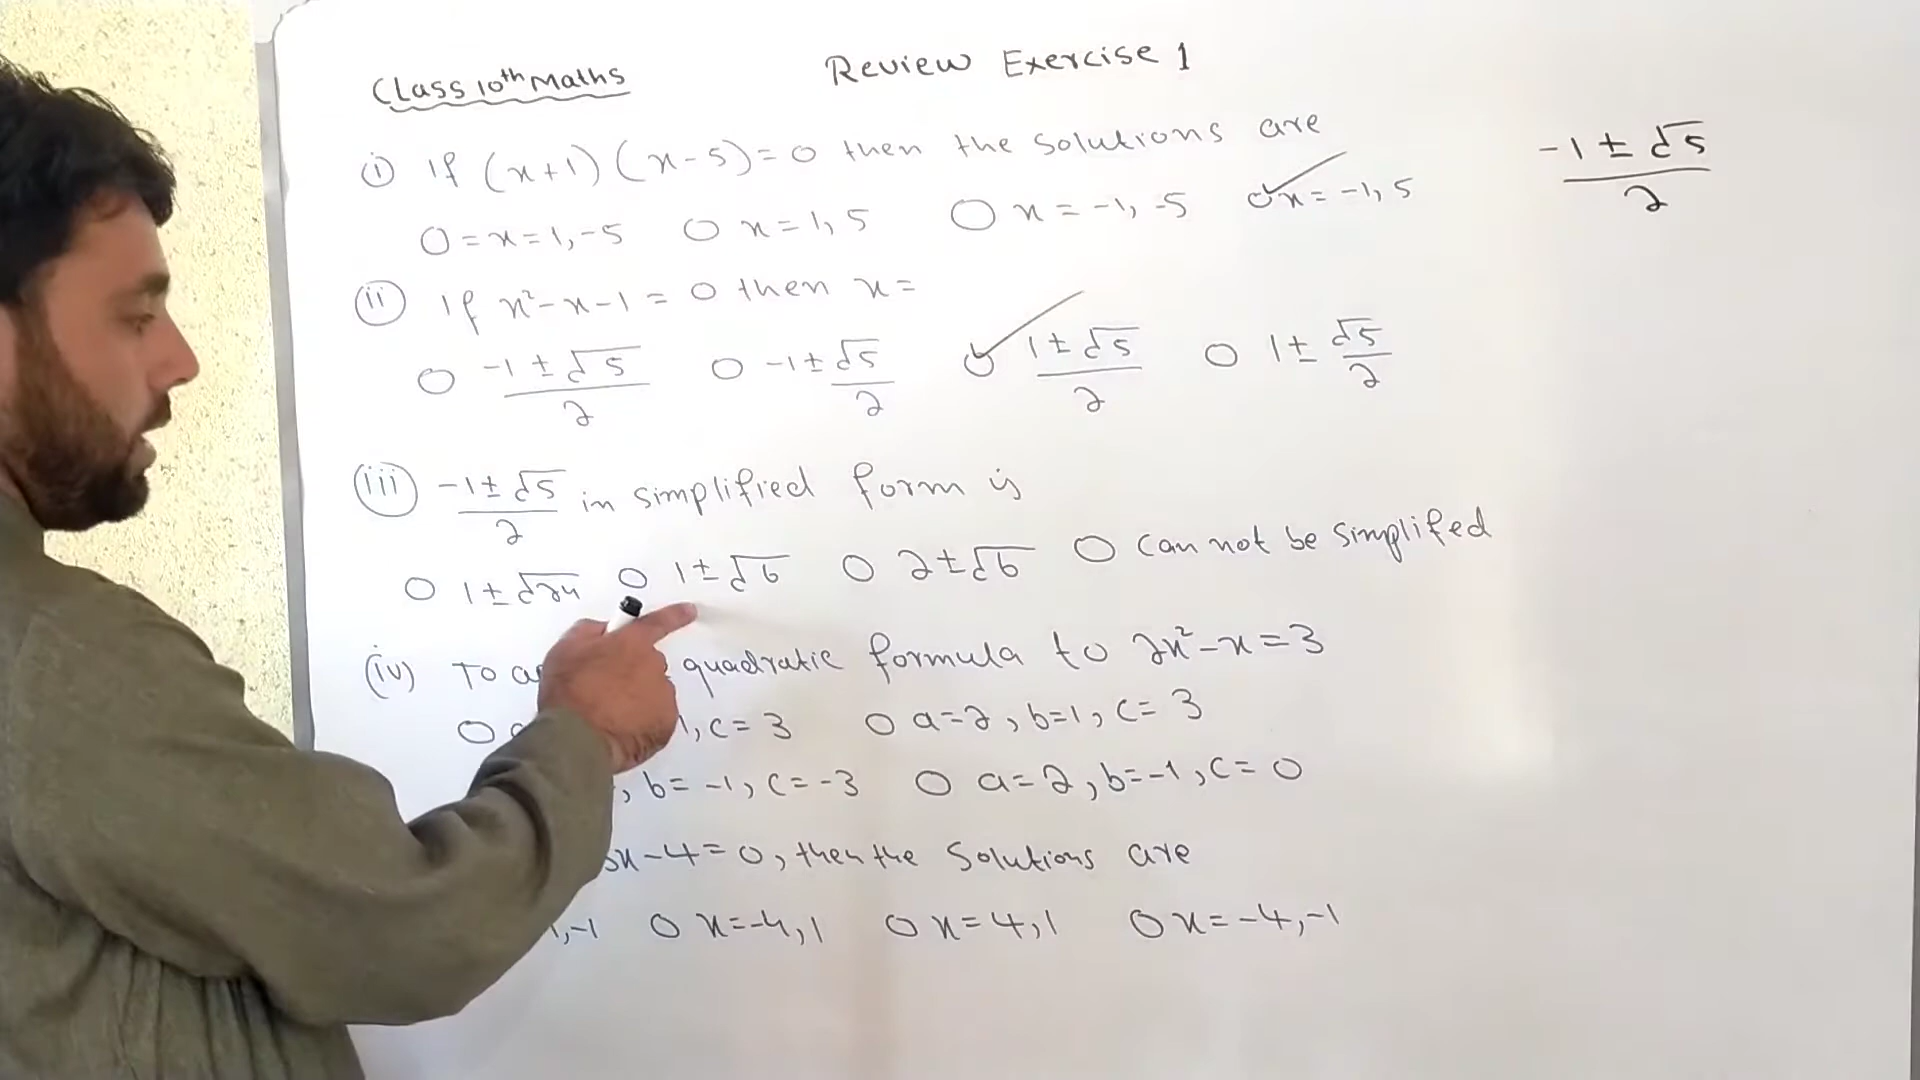 Class 10th Maths
Review Exercise 1
(i) If (x+1)(x-5)=0 then the solutions are
O=x=1,-5 O x=1,5 O x=-1,-5 O x=-1,5
-1±√5/2
(ii) If x²-x-1=0 then x=
O -1±√5/2 O -1±√5/2 O 1±√5/2 O 1±√5/2
(iii) -1±√5/2 in simplified form is
O 1±√24 O 1±√6 O 2±√6 O can not be simplifed
(iv) To quadratic formula to 2x²-x=3
O 1, c=3 O a=2, b=1, c=3
, b=-1, c=-3 O a=2, b=-1, c=0
x-4=0, then the solutions are
,-1 O x=-4,1 O x=4,1 O x=-4,-1